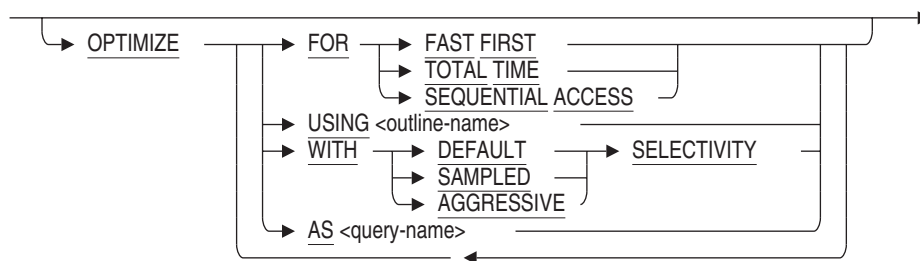 OPTIMIZE FOR FAST FIRST
TOTAL TIME
SEQUENTIAL ACCESS
USING <outline-name>
WITH DEFAULT SELECTIVITY
SAMPLED
AGGRESSIVE
AS <query-name>